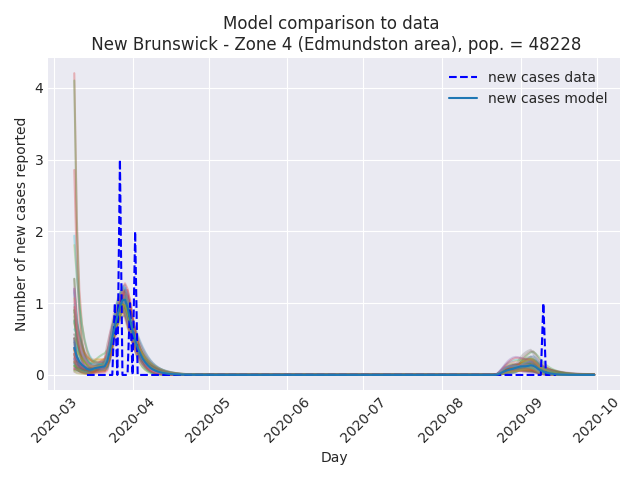 Model comparison to data
New Brunswick - Zone 4 (Edmundston area), pop. = 48228
new cases data
new cases model
Number of new cases reported
4
3
2
1
0
2020-03
2020-04
2020-05
2020-06
2020-07
2020-08
2020-09
2020-10
Day